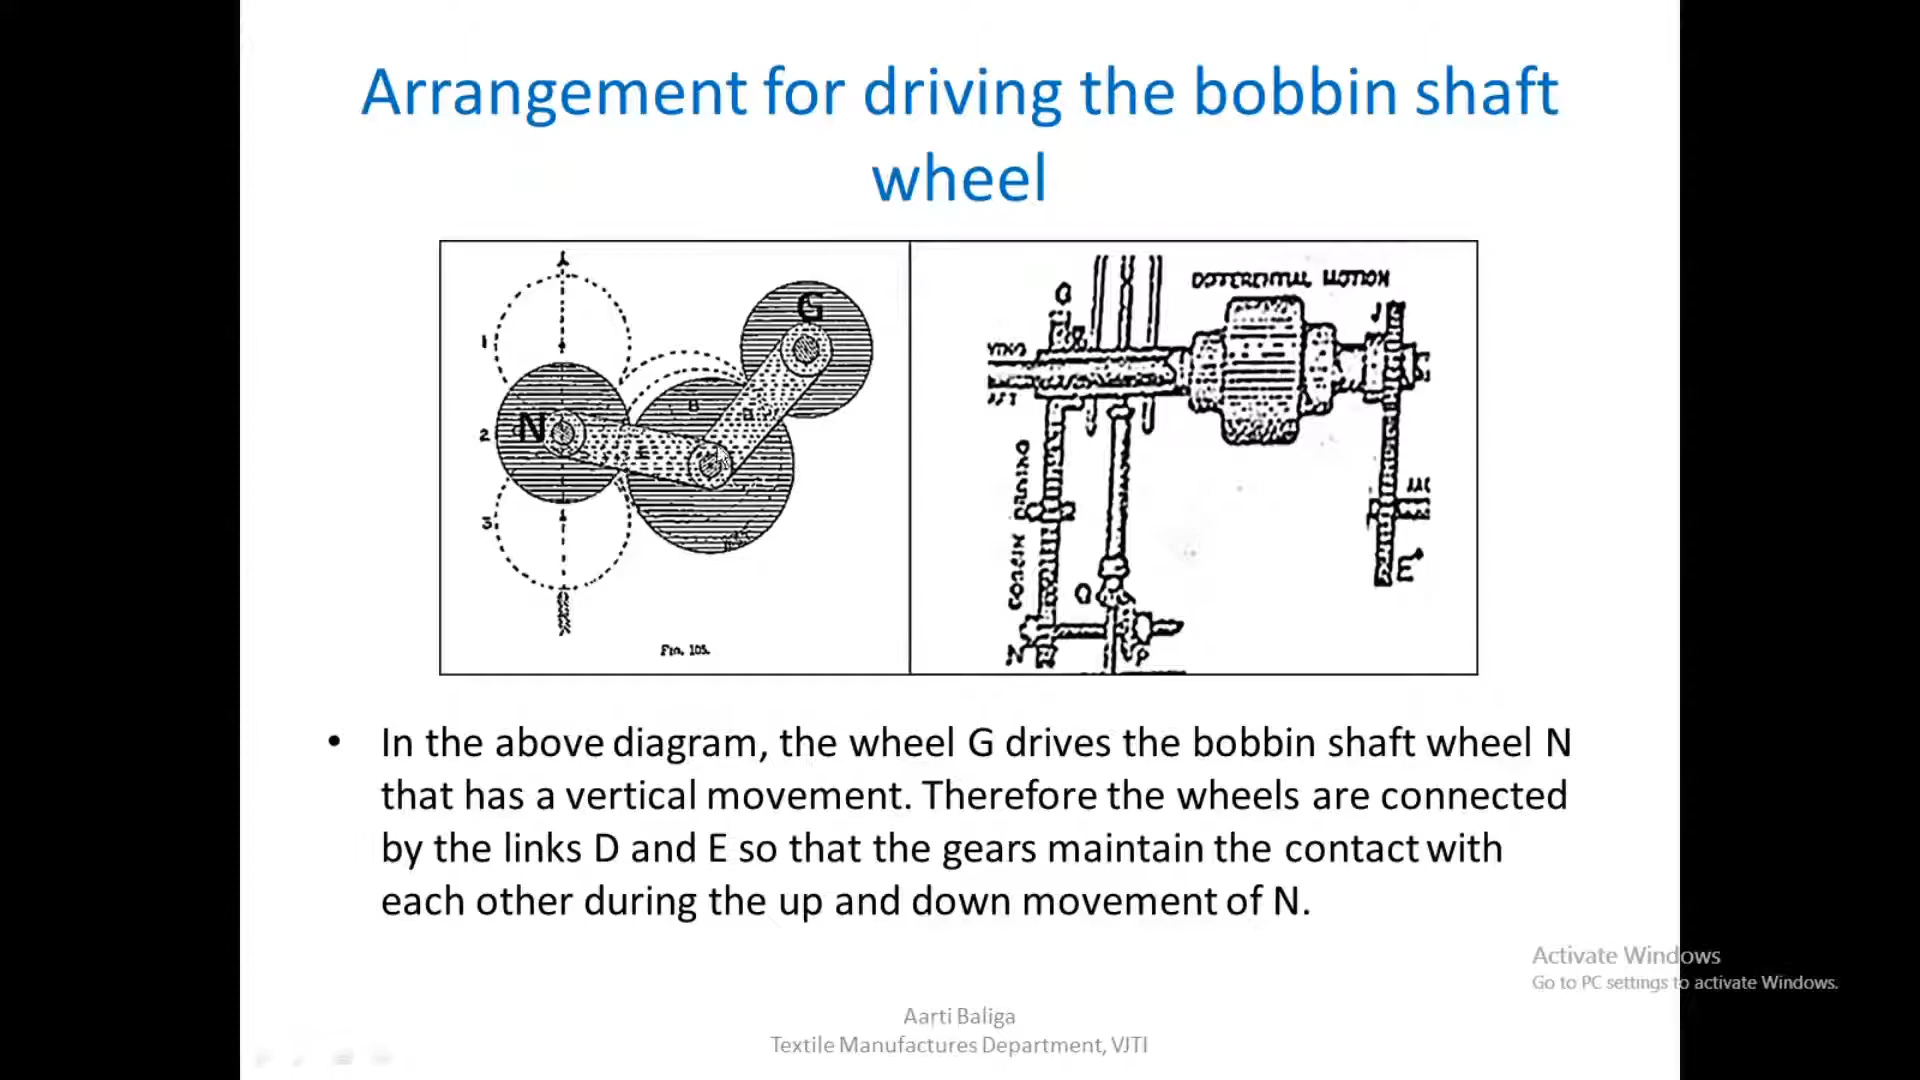 Arrangement for driving the bobbin shaft
wheel
G
1
N
B
2
E
3
FIG. 105.
DIFFERENTIAL MOTION
J
G
Q
E
N
P
• In the above diagram, the wheel G drives the bobbin shaft wheel N
that has a vertical movement. Therefore the wheels are connected
by the links D and E so that the gears maintain the contact with
each other during the up and down movement of N.
Activate Windows
Go to PC settings to activate Windows.
Aarti Baliga
Textile Manufactures Department, VJTI